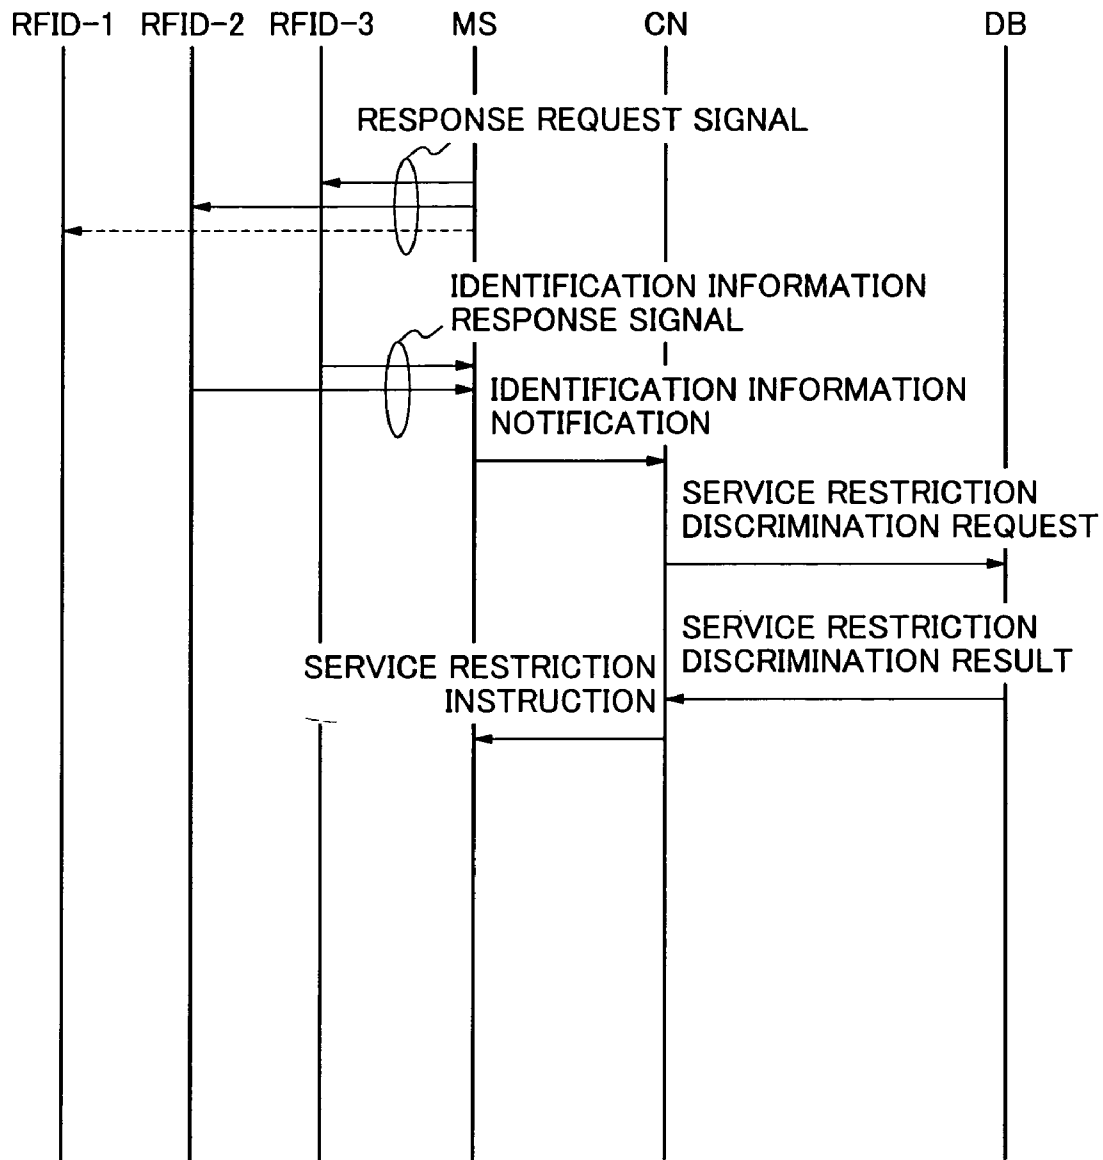 RFID-1 RFID-2 RFID-3 MS CN DB
RESPONSE REQUEST SIGNAL
IDENTIFICATION INFORMATION
RESPONSE SIGNAL
IDENTIFICATION INFORMATION
NOTIFICATION
SERVICE RESTRICTION
DISCRIMINATION REQUEST
SERVICE RESTRICTION
DISCRIMINATION RESULT
SERVICE RESTRICTION
INSTRUCTION